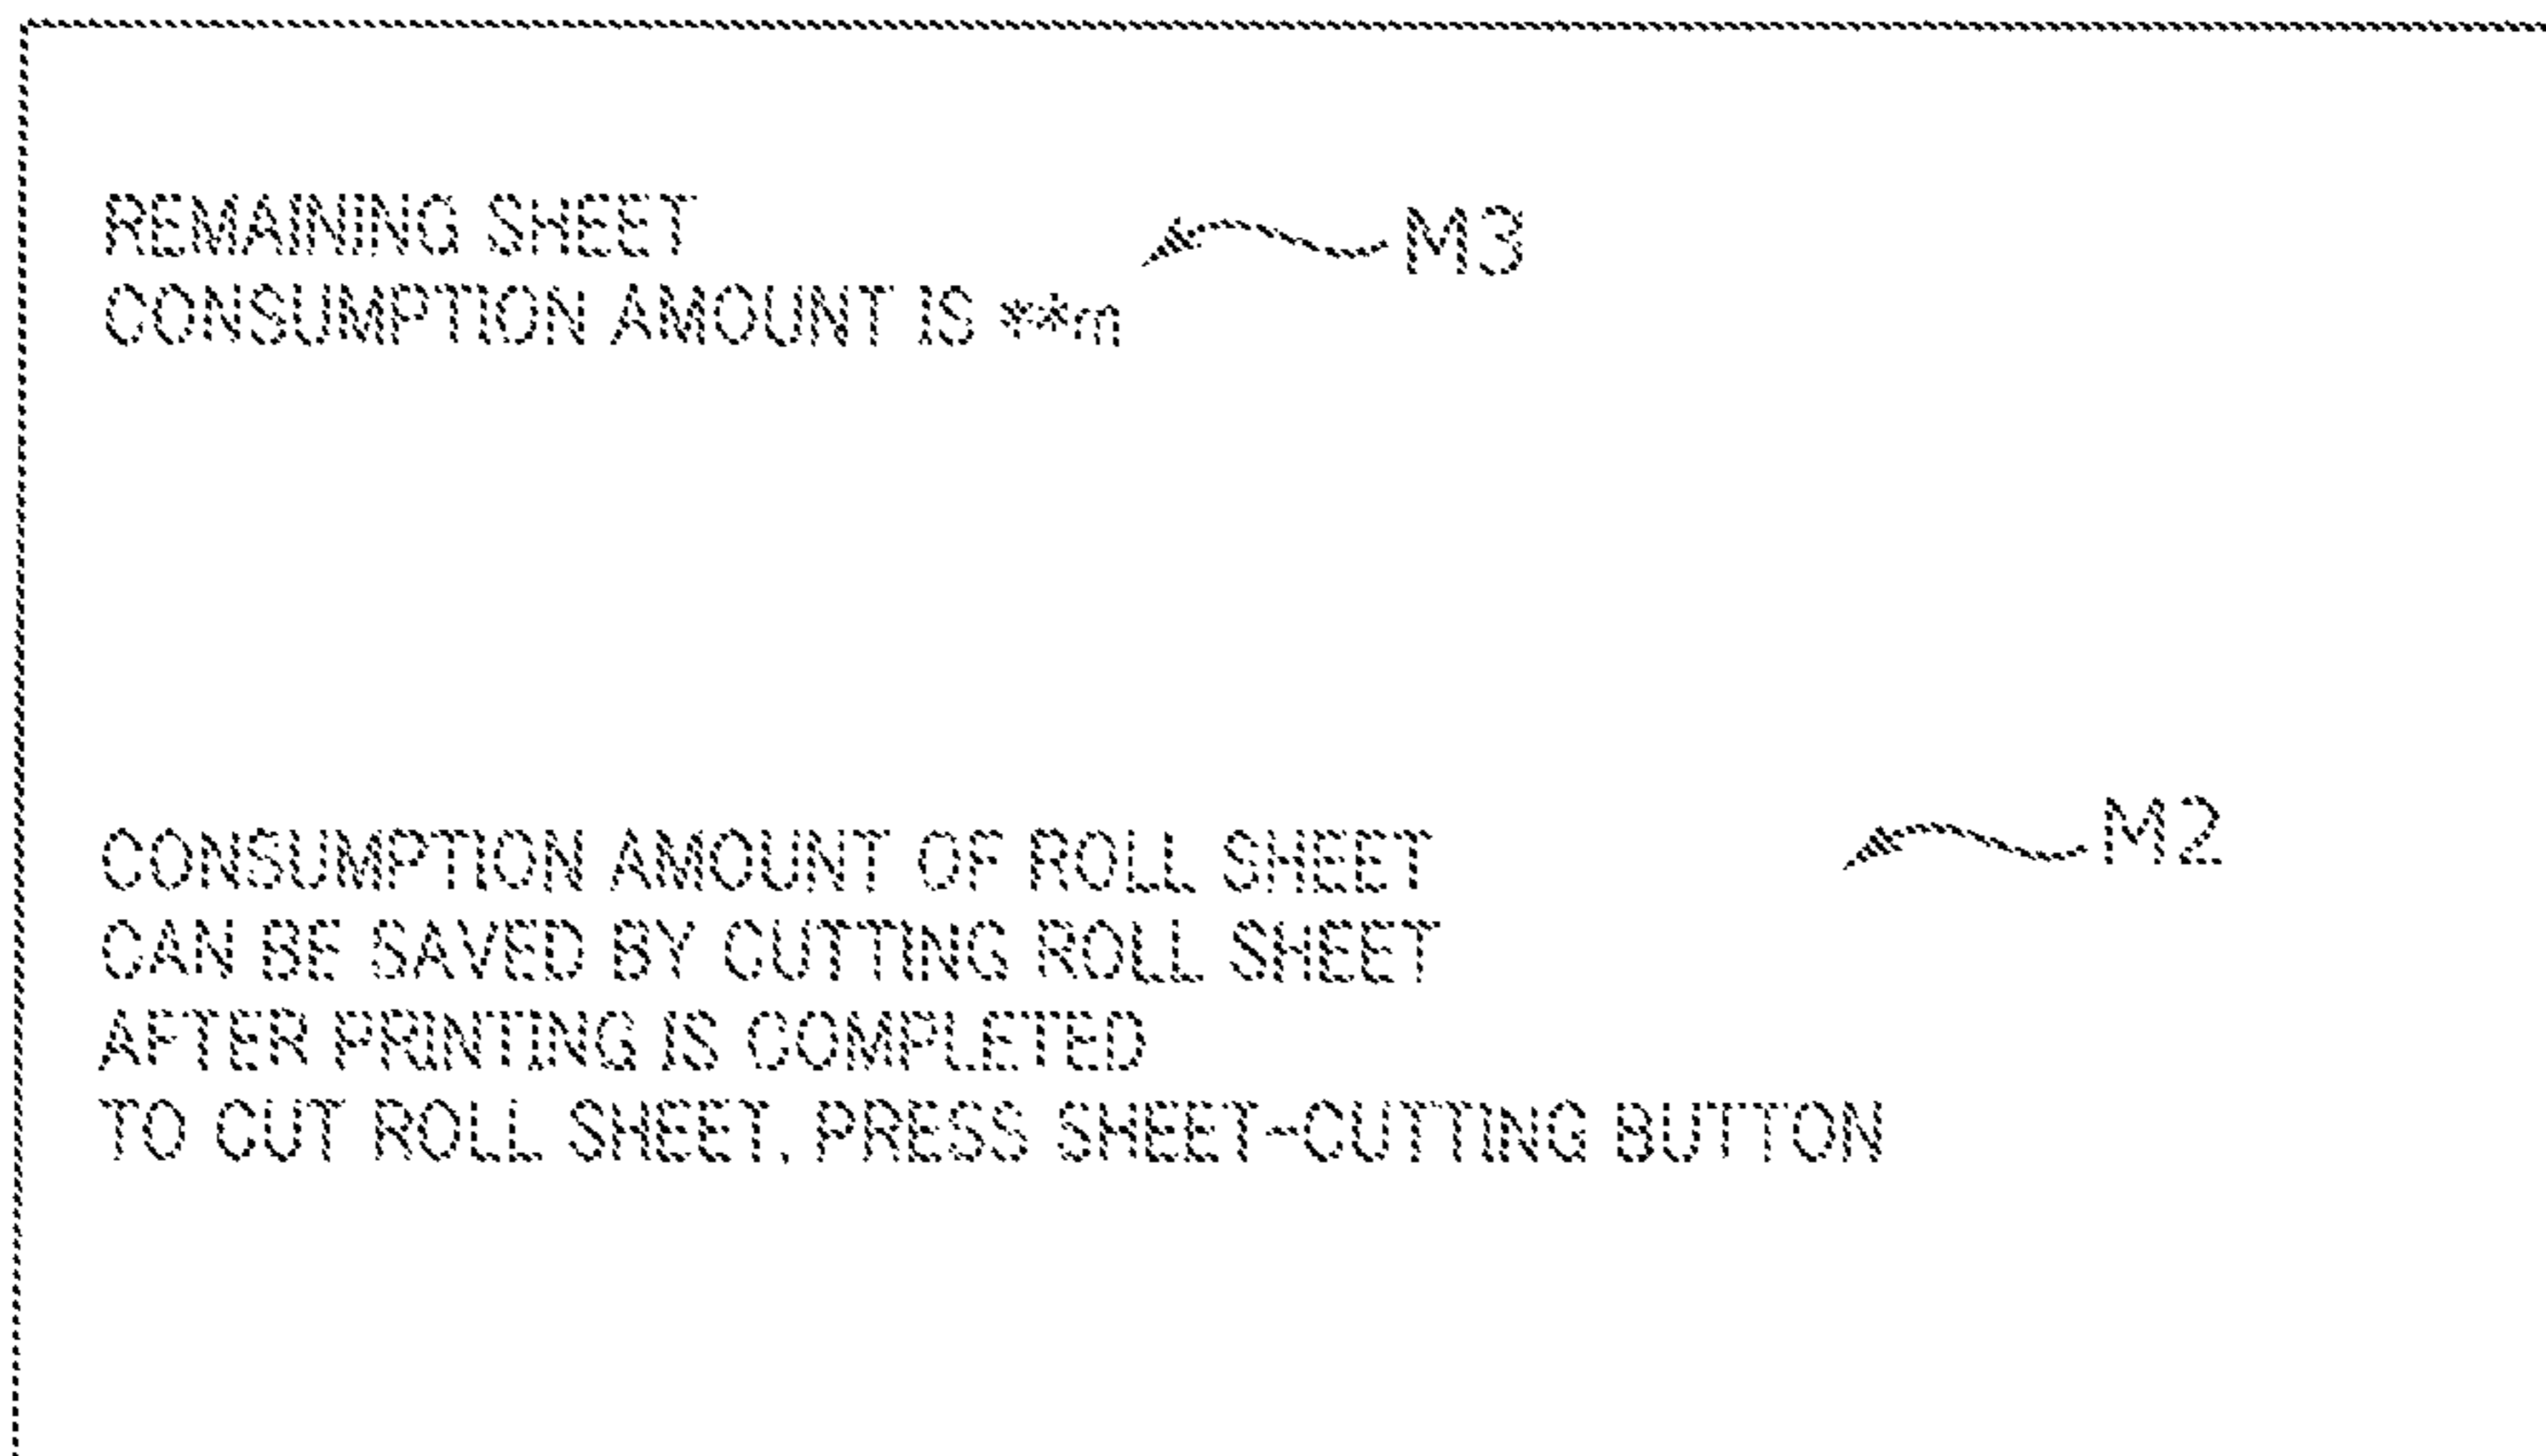 REMAINING SHEET
CONSUMPTION AMOUNT IS **m
M3
CONSUMPTION AMOUNT OF ROLL SHEET
M2
CAN BE SAVED BY CUTTING ROLL SHEET
AFTER PRINTING IS COMPLETED
TO CUT ROLL SHEET, PRESS SHEET-CUTTING BUTTON